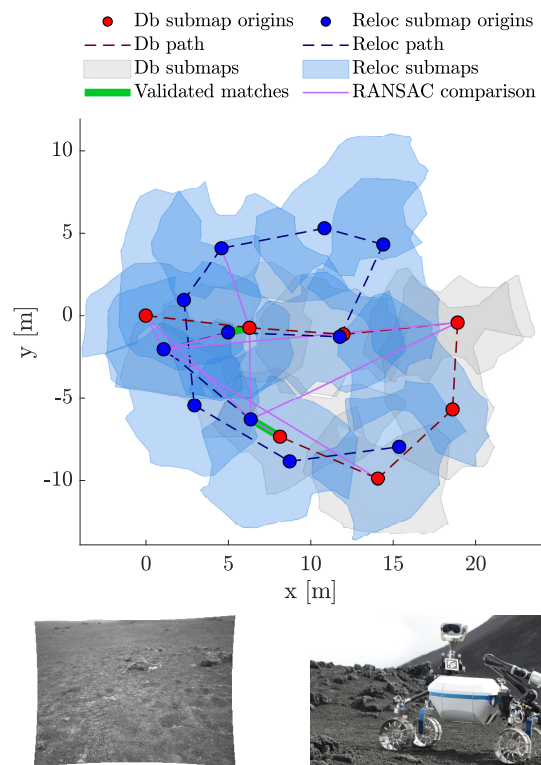 Db submap origins Reloc submap origins
Db path Reloc path
Db submaps Reloc submaps
Validated matches RANSAC comparison
10
5
0
-5
-10
y [m]
0 5 10 15 20
x [m]